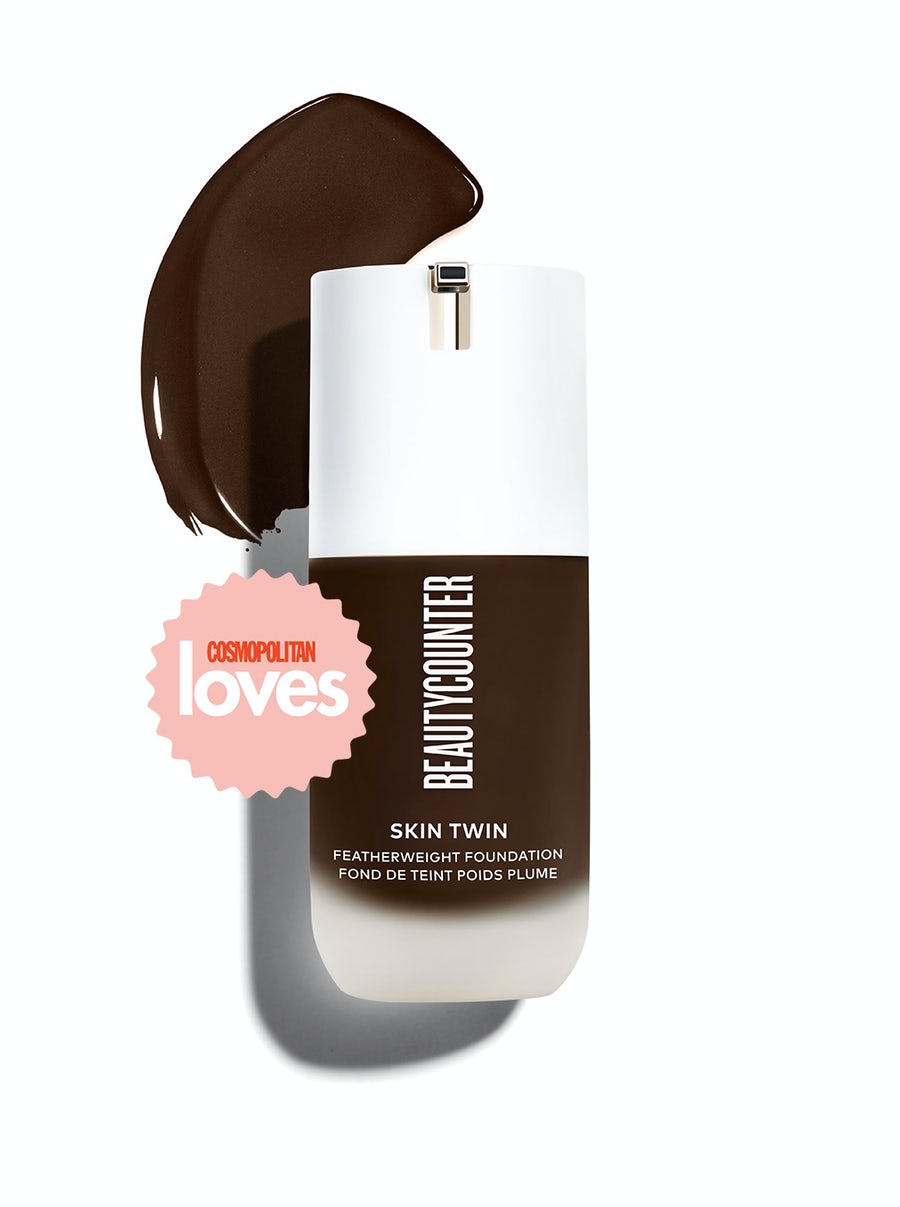 COSMOPOLITAN
loves
BEAUTYCOUNTER
SKIN TWIN
FEATHERWEIGHT FOUNDATION
FOND DE TEINT POIDS PLUME